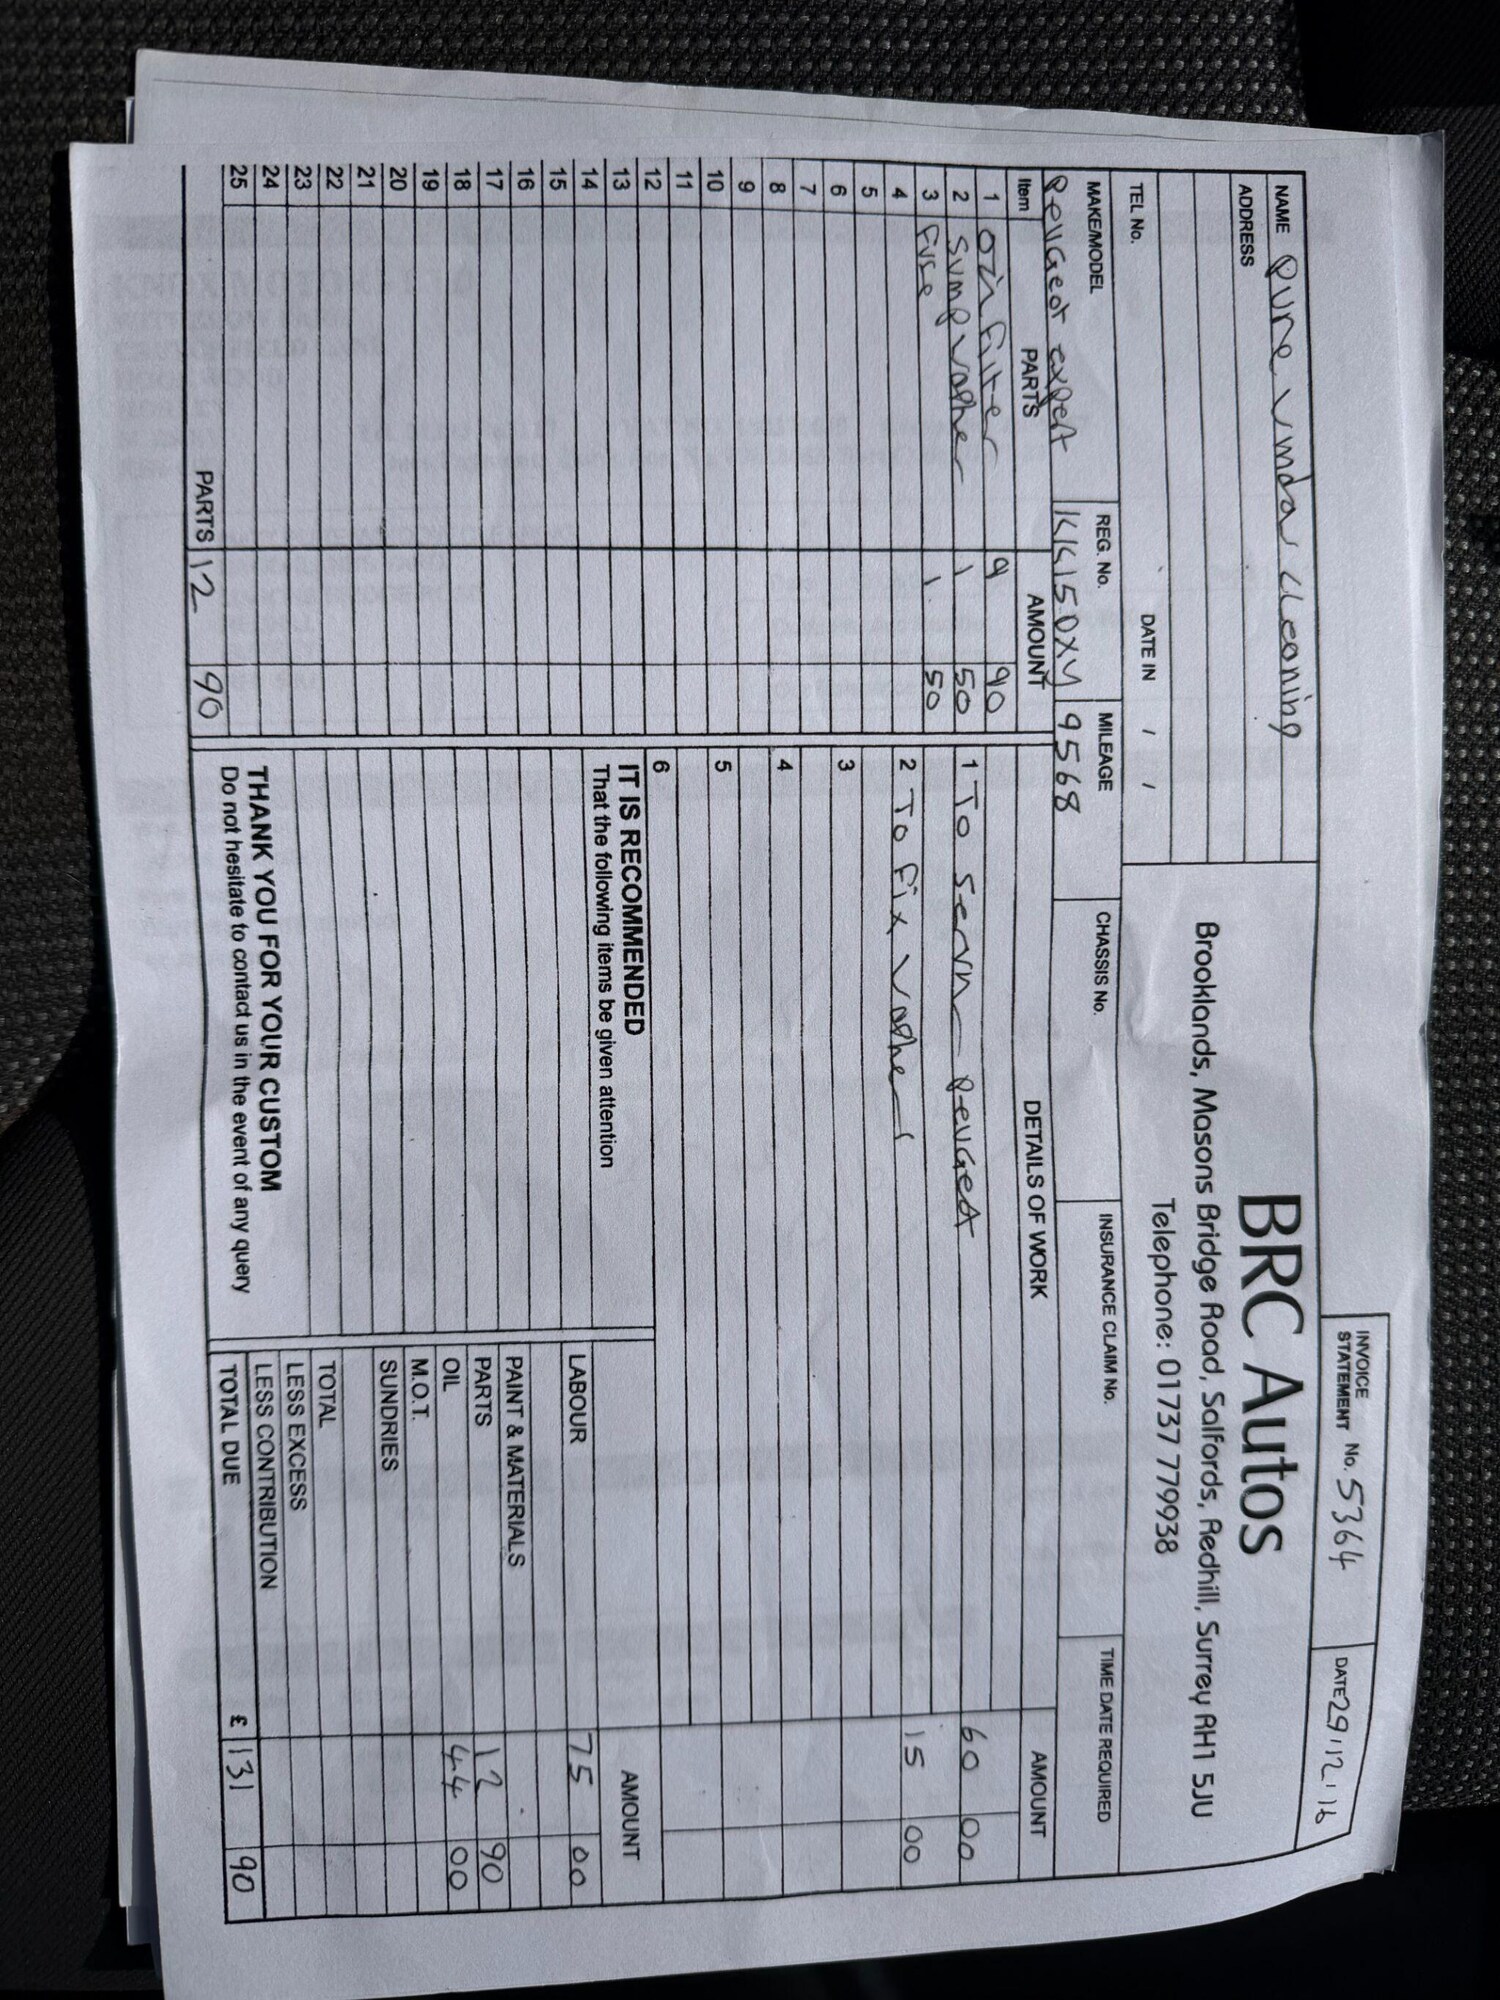 INVOICE STATEMENT No. 5364 DATE 29.12.16
BRC Autos
Brooklands, Masons Bridge Road, Salfords, Redhill, Surrey RH1 5JU
Telephone: 01737 779938
NAME Pure Window Cleaning
ADDRESS
TEL No. DATE IN / /
MAKE/MODEL REG. No. MILEAGE CHASSIS No. INSURANCE CLAIM No. TIME DATE REQUIRED
Peugeot expert KK15 0XY 9568
Item PARTS AMOUNT DETAILS OF WORK AMOUNT
1 Oil filter 9 90
2 Sump washer 1 50
3 Fuse 1 50
4
5
6
7
8
9
10
11
12
13
14
15
16
17
18
19
20
21
22
23
24
25
PARTS 12 90
1 To service Peugeot 60 00
2 To fix washer 15 00
3
4
5
6
IT IS RECOMMENDED
That the following items be given attention
AMOUNT
LABOUR 75 00
PAINT & MATERIALS
PARTS 12 90
OIL 44 00
M.O.T.
SUNDRIES
TOTAL
LESS EXCESS
LESS CONTRIBUTION
TOTAL DUE £ 131 90
THANK YOU FOR YOUR CUSTOM
Do not hesitate to contact us in the event of any query